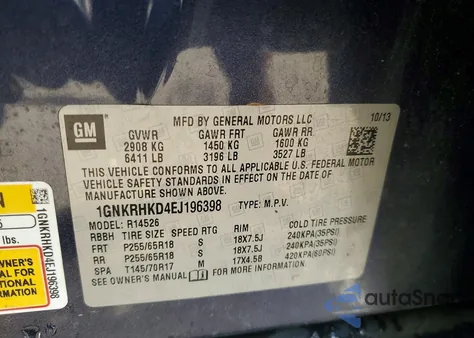 GM
MFD BY GENERAL MOTORS LLC
10/13
GVWR GAWR FRT GAWR RR
2908 KG 1450 KG 1600 KG
6411 LB 3196 LB 3527 LB
THIS VEHICLE CONFORMS TO ALL APPLICABLE U.S. FEDERAL MOTOR
VEHICLE SAFETY STANDARDS IN EFFECT ON THE DATE OF
MANUFACTURE SHOWN ABOVE.
1GNKRHKD4EJ196398 TYPE: M.P.V.
MODEL: R14526
RBBH TIRE SIZE SPEED RTG RIM COLD TIRE PRESSURE
FRT P255/65R18 S 18X7.5J 240KPA(35PSI)
RR P255/65R18 S 18X7.5J 240KPA(35PSI)
SPA T145/70R17 M 17X4.5B 420KPA(60PSI)
SEE OWNER'S MANUAL FOR MORE INFORMATION.
lbs.
1GNKRHKD4EJ196398
OWNER'S
FOR ADDITIONAL
INFORMATION